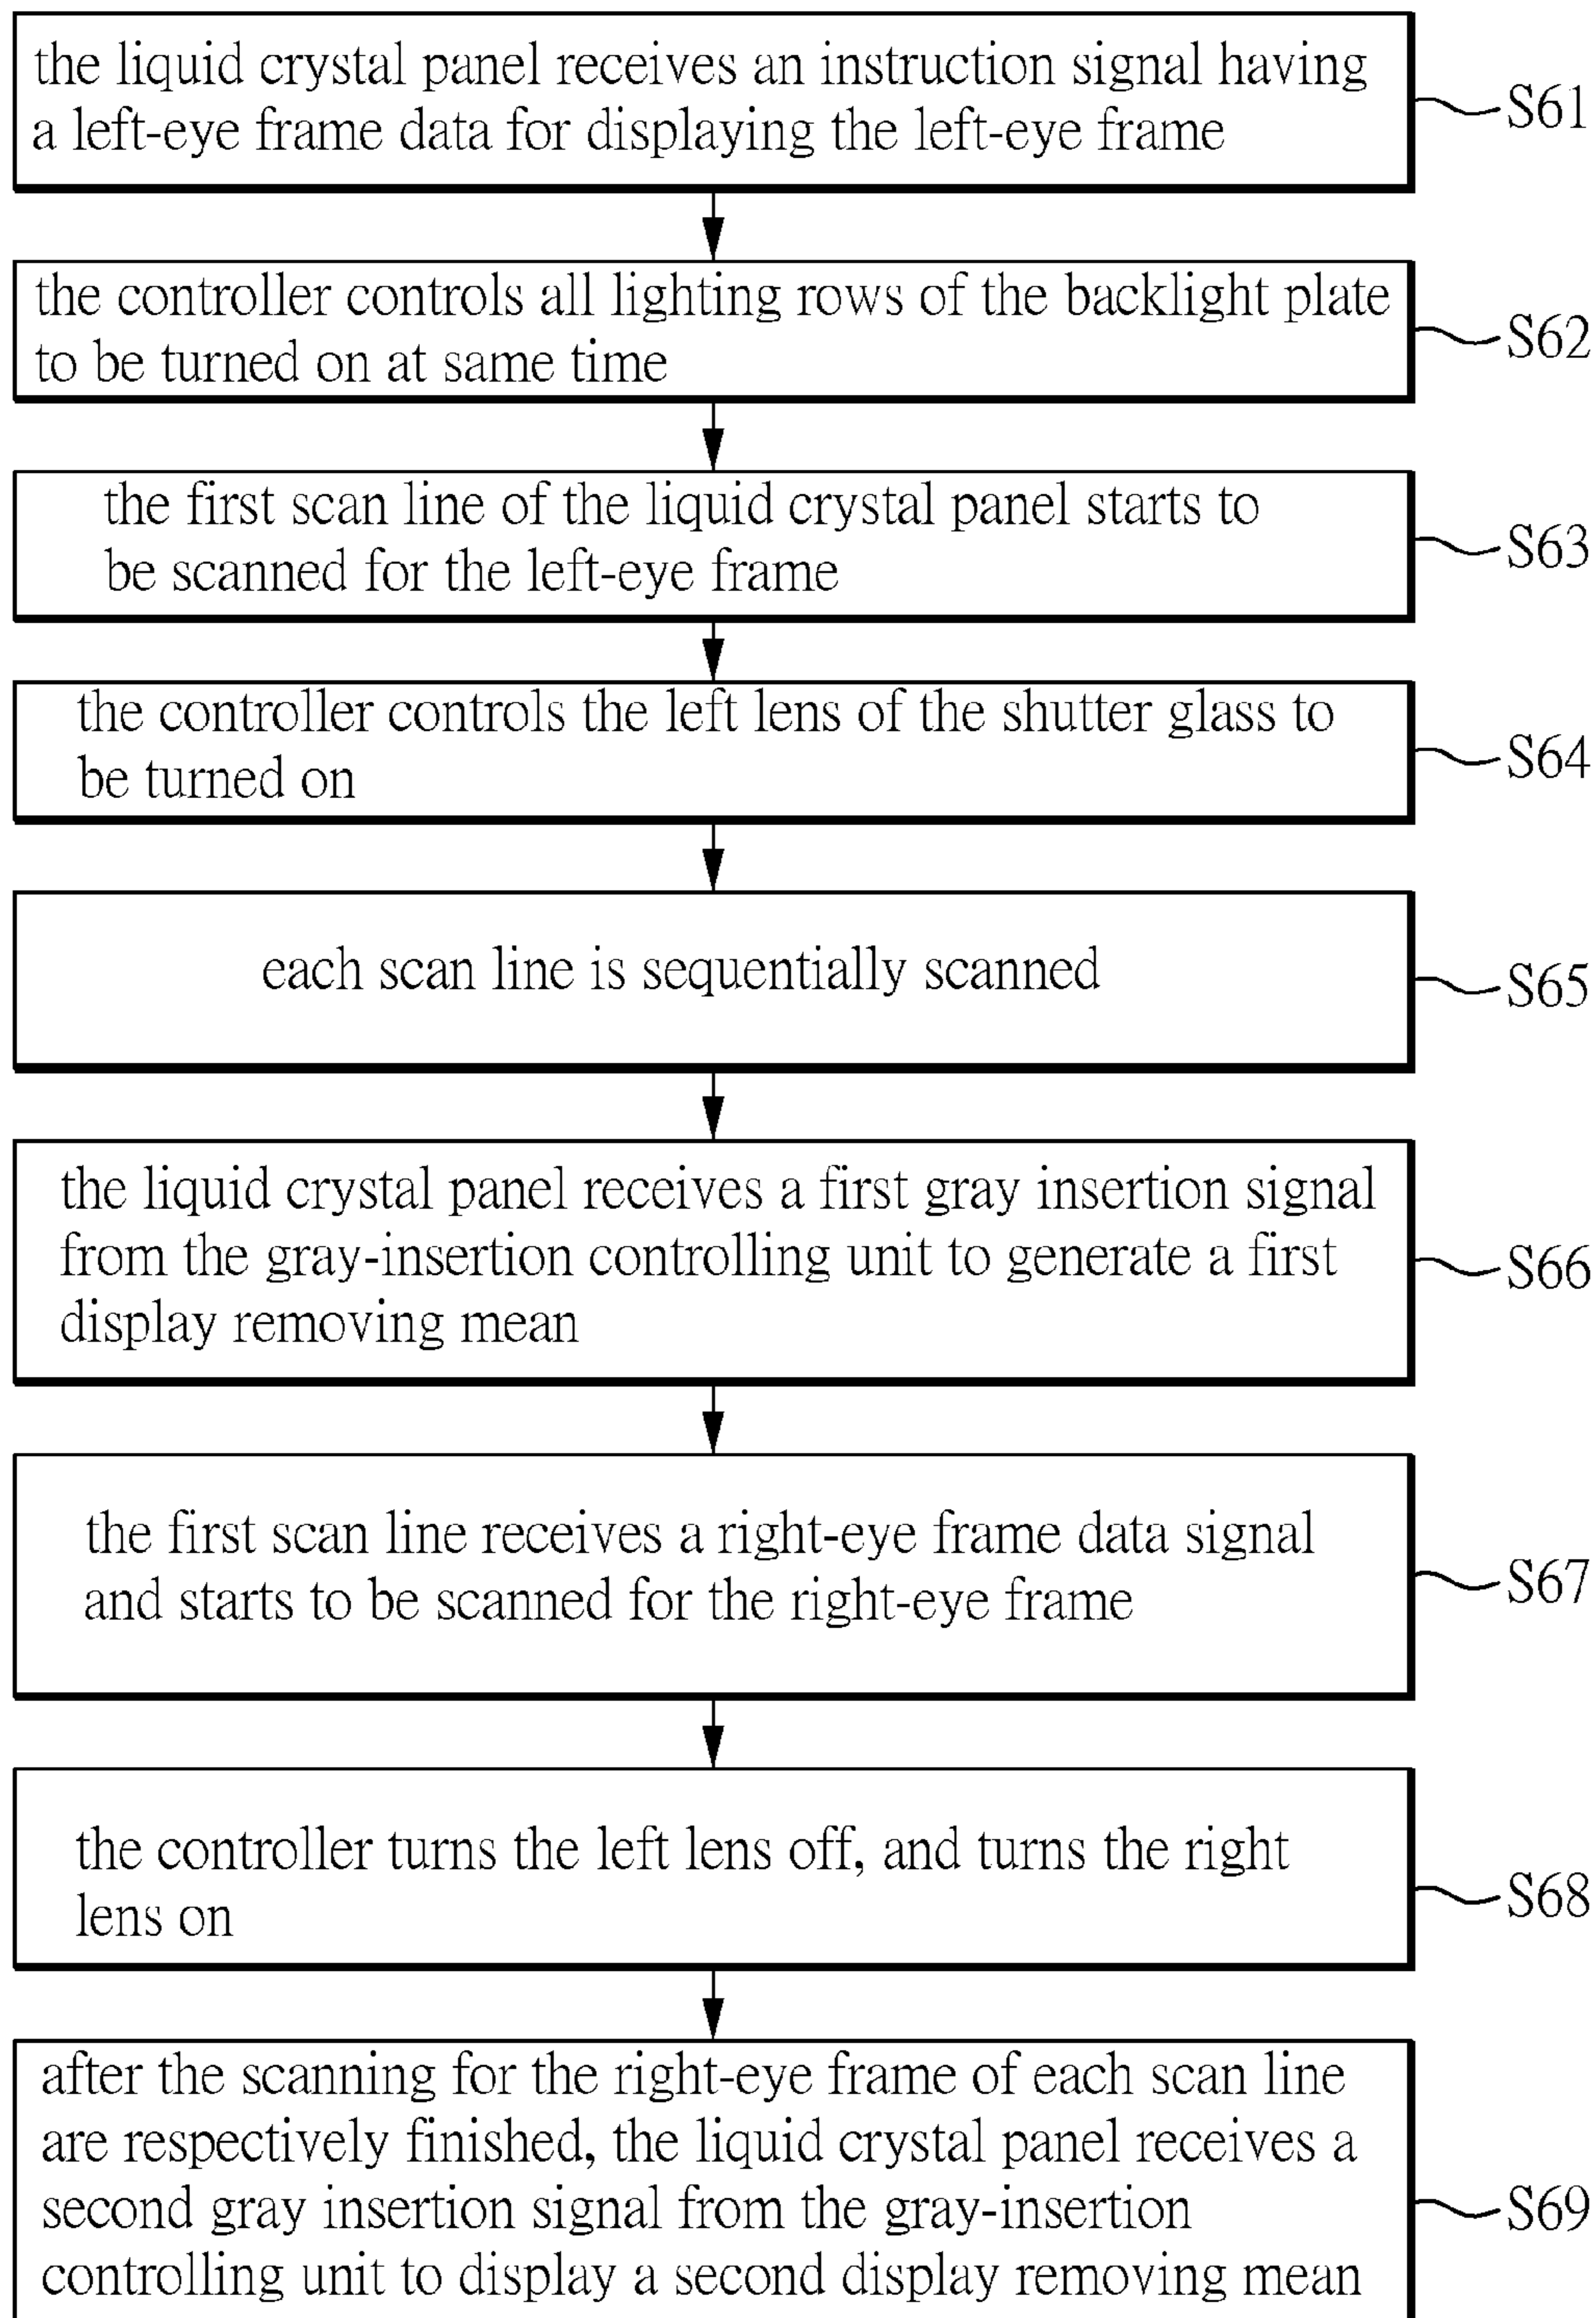 the liquid crystal panel receives an instruction signal having
a left-eye frame data for displaying the left-eye frame
S61
the controller controls all lighting rows of the backlight plate
to be turned on at same time
S62
the first scan line of the liquid crystal panel starts to
be scanned for the left-eye frame
S63
the controller controls the left lens of the shutter glass to
be turned on
S64
each scan line is sequentially scanned
S65
the liquid crystal panel receives a first gray insertion signal
from the gray-insertion controlling unit to generate a first
display removing mean
S66
the first scan line receives a right-eye frame data signal
and starts to be scanned for the right-eye frame
S67
the controller turns the left lens off, and turns the right
lens on
S68
after the scanning for the right-eye frame of each scan line
are respectively finished, the liquid crystal panel receives a
second gray insertion signal from the gray-insertion
controlling unit to display a second display removing mean
S69